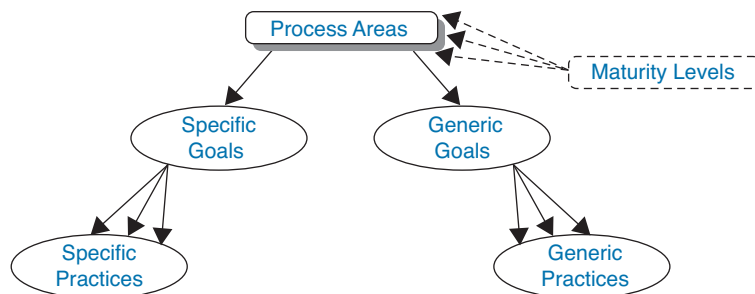 Process Areas
Maturity Levels
Specific
Goals
Generic
Goals
Specific
Practices
Generic
Practices